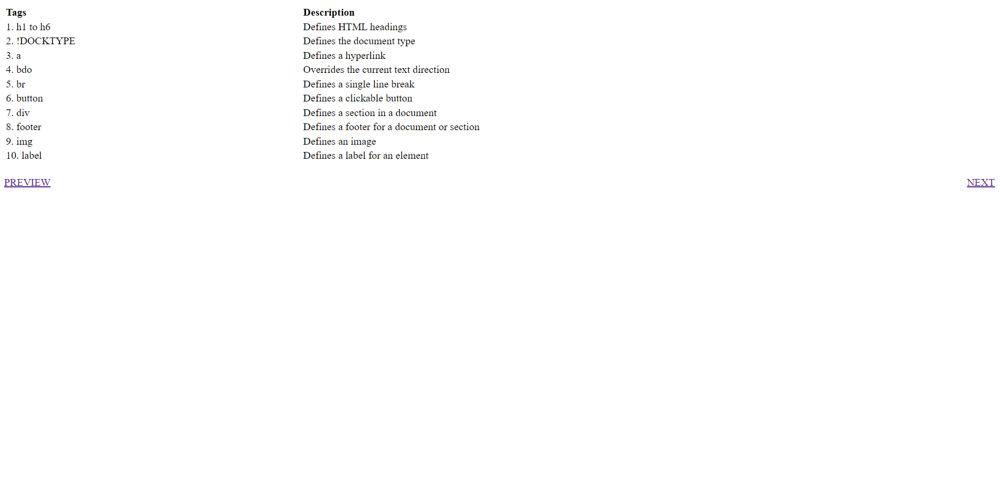 Tags Description
1. h1 to h6 Defines HTML headings
2. !DOCKTYPE Defines the document type
3. a Defines a hyperlink
4. bdo Overrides the current text direction
5. br Defines a single line break
6. button Defines a clickable button
7. div Defines a section in a document
8. footer Defines a footer for a document or section
9. img Defines an image
10. label Defines a label for an element
PREVIEW NEXT